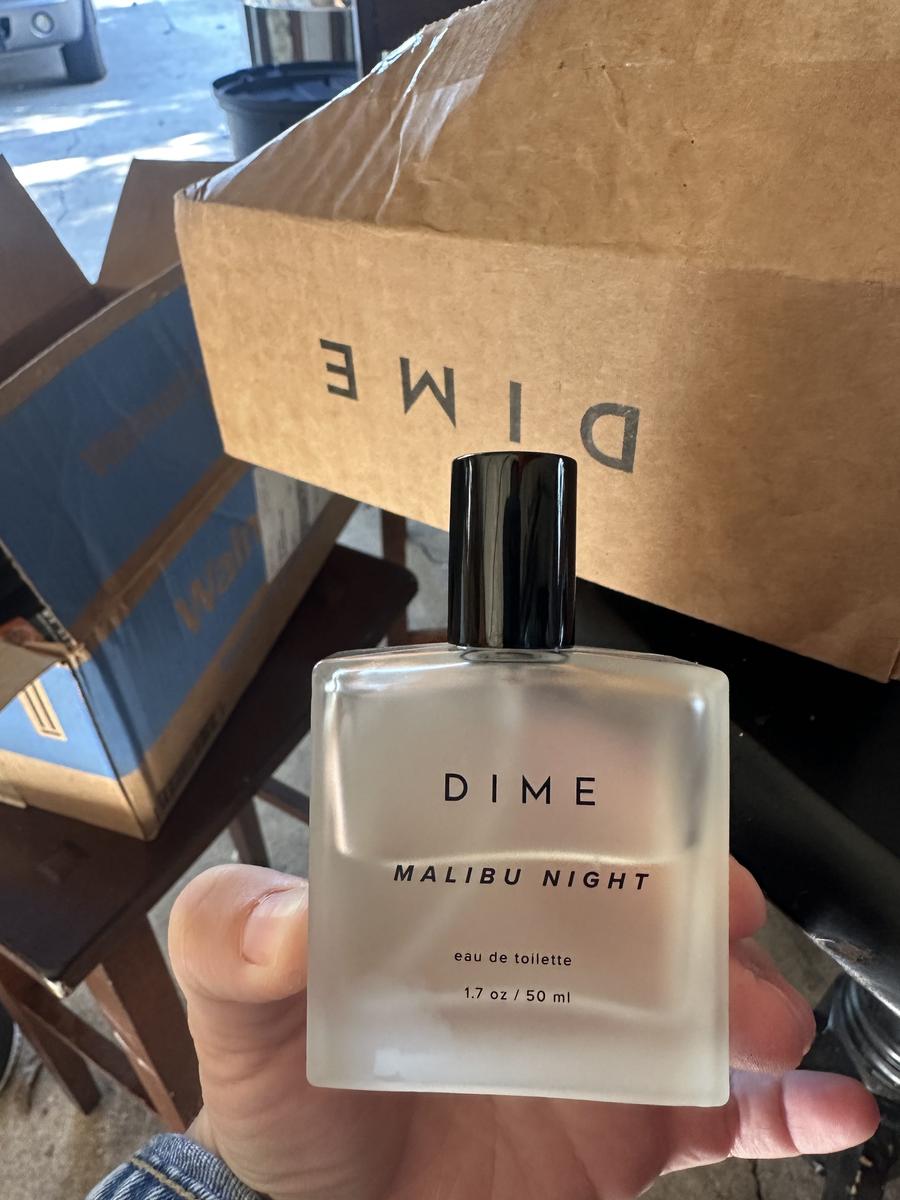 DIME
DIME
MALIBU NIGHT
eau de toilette
1.7 oz / 50 ml